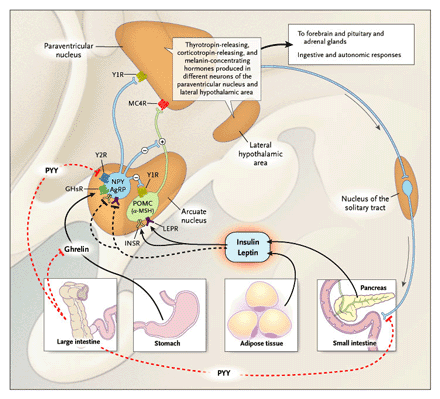 Paraventricular
nucleus
Thyrotropin-releasing,
corticotropin-releasing, and
melanin-concentrating
hormones produced in
different neurons of the
paraventricular nucleus and
lateral hypothalamic area
To forebrain and pituitary and
adrenal glands
Ingestive and autonomic responses
Y1R
MC4R
Lateral
hypothalamic
area
Y2R
PYY
GHsR
NPY
AgRP
Y1R
POMC
(α-MSH)
Arcuate
nucleus
LEPR
INSR
Nucleus of the
solitary tract
Ghrelin
Insulin
Leptin
Pancreas
Large intestine
Stomach
Adipose tissue
Small intestine
PYY